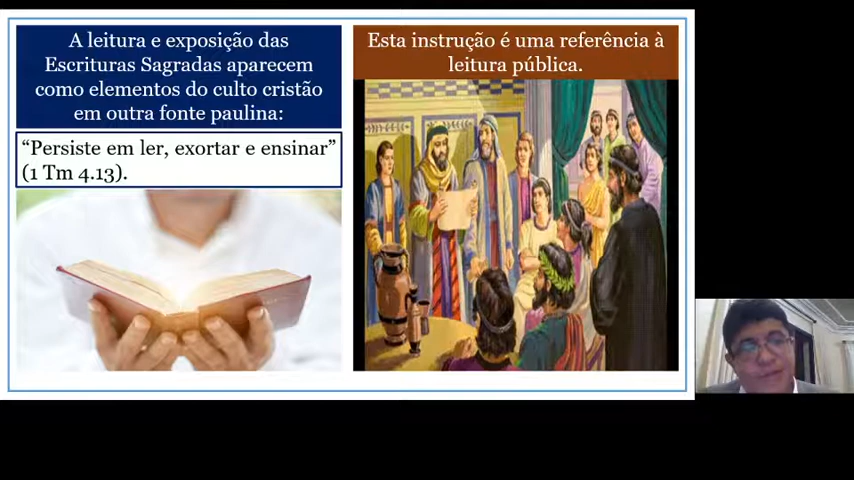 A leitura e exposição das
Escrituras Sagradas aparecem
como elementos do culto cristão
em outra fonte paulina:
“Persiste em ler, exortar e ensinar”
(1 Tm 4.13).
Esta instrução é uma referência à
leitura pública.